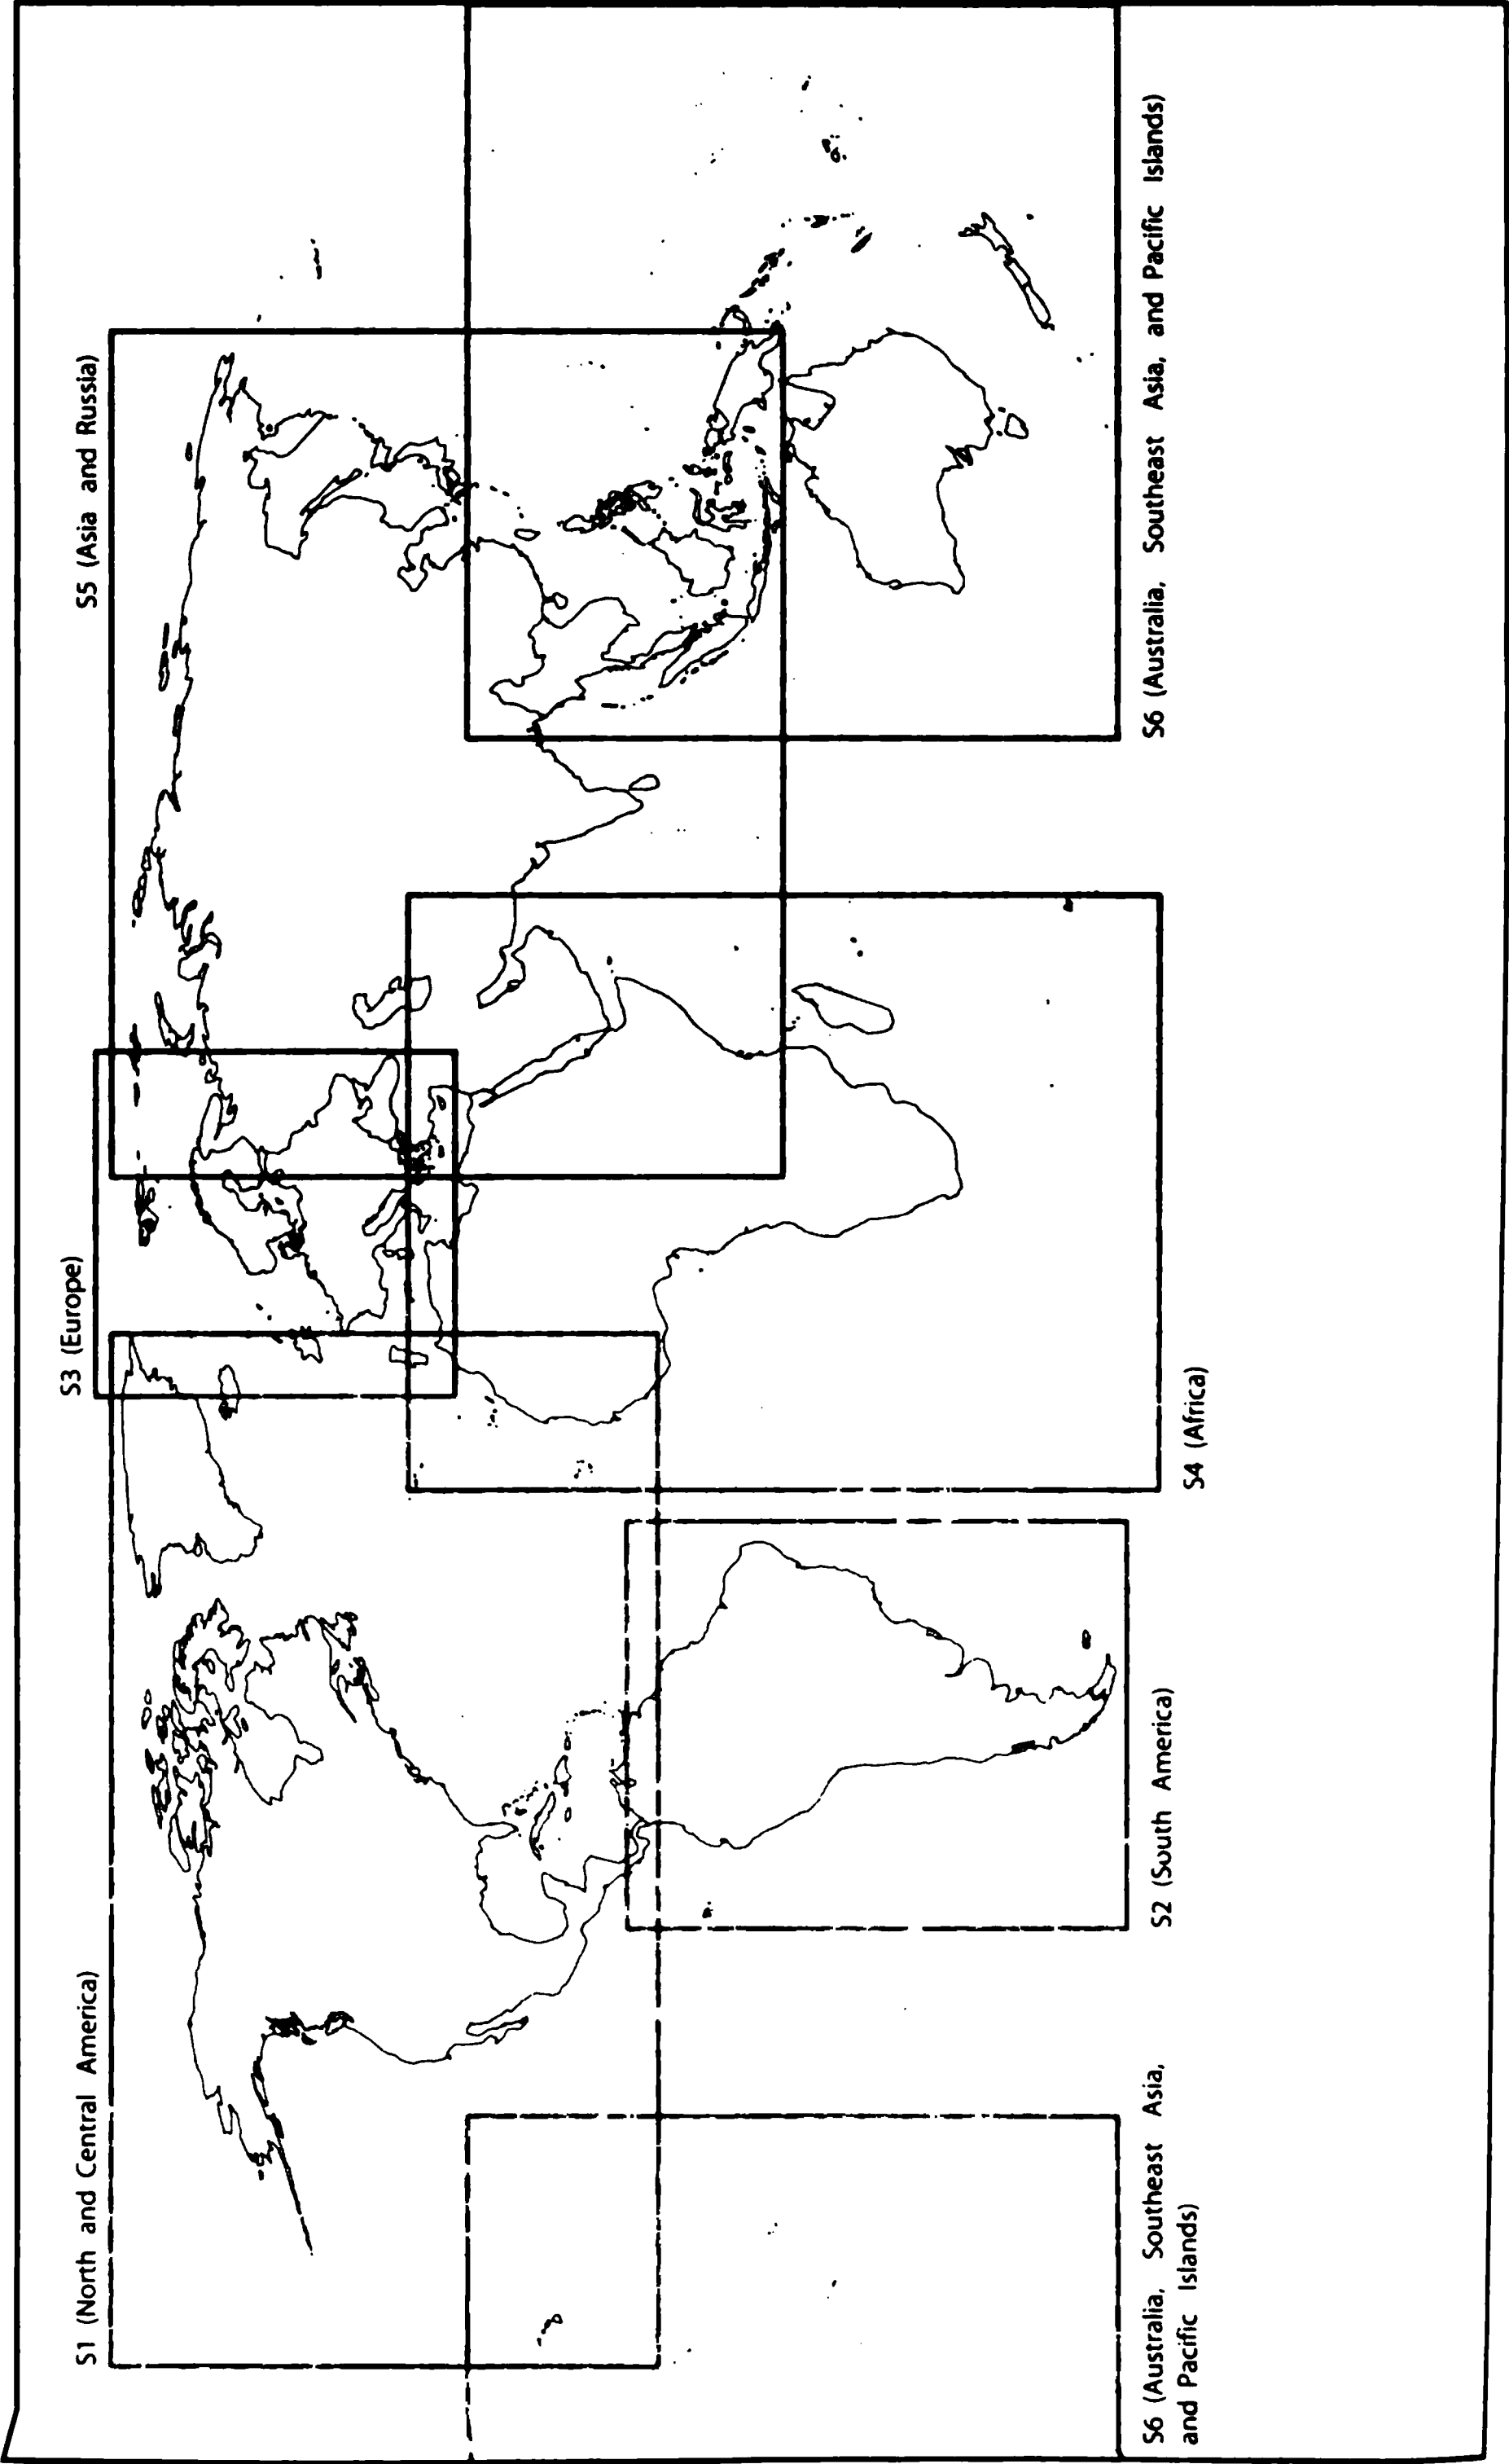 S1 (North and Central America)
S3 (Europe)
S5 (Asia and Russia)
S6 (Australia, Southeast Asia,
and Pacific Islands)
S2 (South America)
S4 (Africa)
S6 (Australia, Southeast Asia, and Pacific Islands)